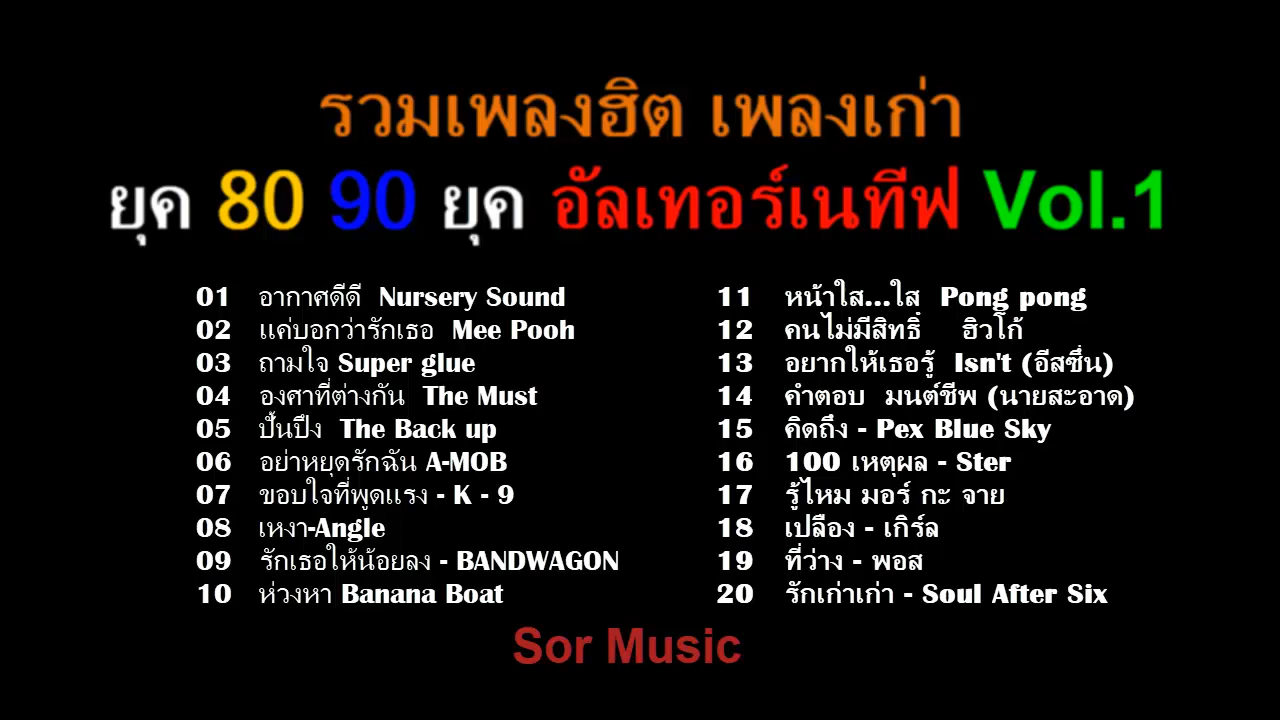 รวมเพลงฮิต เพลงเก่า
ยุค 80 90 ยุค อัลเทอร์เนทีฟ Vol.1
01 อากาศดีดี Nursery Sound
02 แค่บอกว่ารักเธอ Mee Pooh
03 ถามใจ Super glue
04 องศาที่ต่างกัน The Must
05 ปั้นปึง The Back up
06 อย่าหยุดรักฉัน A-MOB
07 ขอบใจที่พูดแรง - K - 9
08 เหงา-Angle
09 รักเธอให้น้อยลง - BANDWAGON
10 ห่วงหา Banana Boat
11 หน้าใส...ใส Pong pong
12 คนไม่มีสิทธิ์ ฮิวโก้
13 อยากให้เธอรู้ Isn't (อีสซึ่น)
14 คำตอบ มนต์ชีพ (นายสะอาด)
15 คิดถึง - Pex Blue Sky
16 100 เหตุผล - Ster
17 รู้ไหม มอร์ กะ จาย
18 เปลือง - เกิร์ล
19 ที่ว่าง - พอส
20 รักเก่าเก่า - Soul After Six
Sor Music